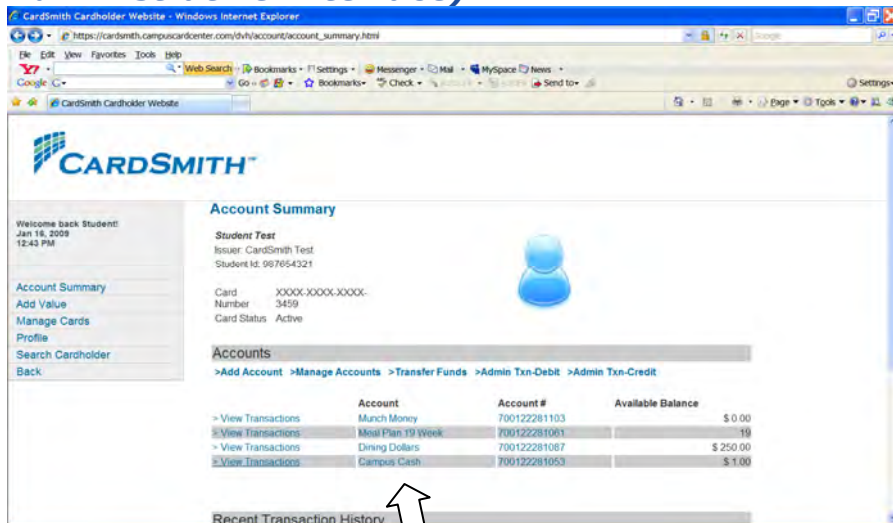 CardSmith Cardholder Website - Windows Internet Explorer
https://cardsmith.campuscardcenter.com/dvh/account/account_summary.html
Google
File Edit View Favorites Tools Help
Web Search Bookmarks Settings Messenger Mail MySpace News
Google Go Bookmarks Check Send to Settings
CardSmith Cardholder Website Page Tools
CARDSMITH
Account Summary
Welcome back Student!
Jan 16, 2009
12:43 PM
Student Test
Issuer: CardSmith Test
Student Id: 987654321
Account Summary
Add Value
Manage Cards
Profile
Search Cardholder
Back
Card Number XXXX-XXXX-XXXX-3459
Card Status Active
Accounts
>Add Account >Manage Accounts >Transfer Funds >Admin Txn-Debit >Admin Txn-Credit
Account Account # Available Balance
> View Transactions Munch Money 700122281103 $ 0.00
> View Transactions Meal Plan 19 Week 700122281061 19
> View Transactions Dining Dollars 700122281087 $ 250.00
> View Transactions Campus Cash 700122281053 $ 1.00
Recent Transaction History